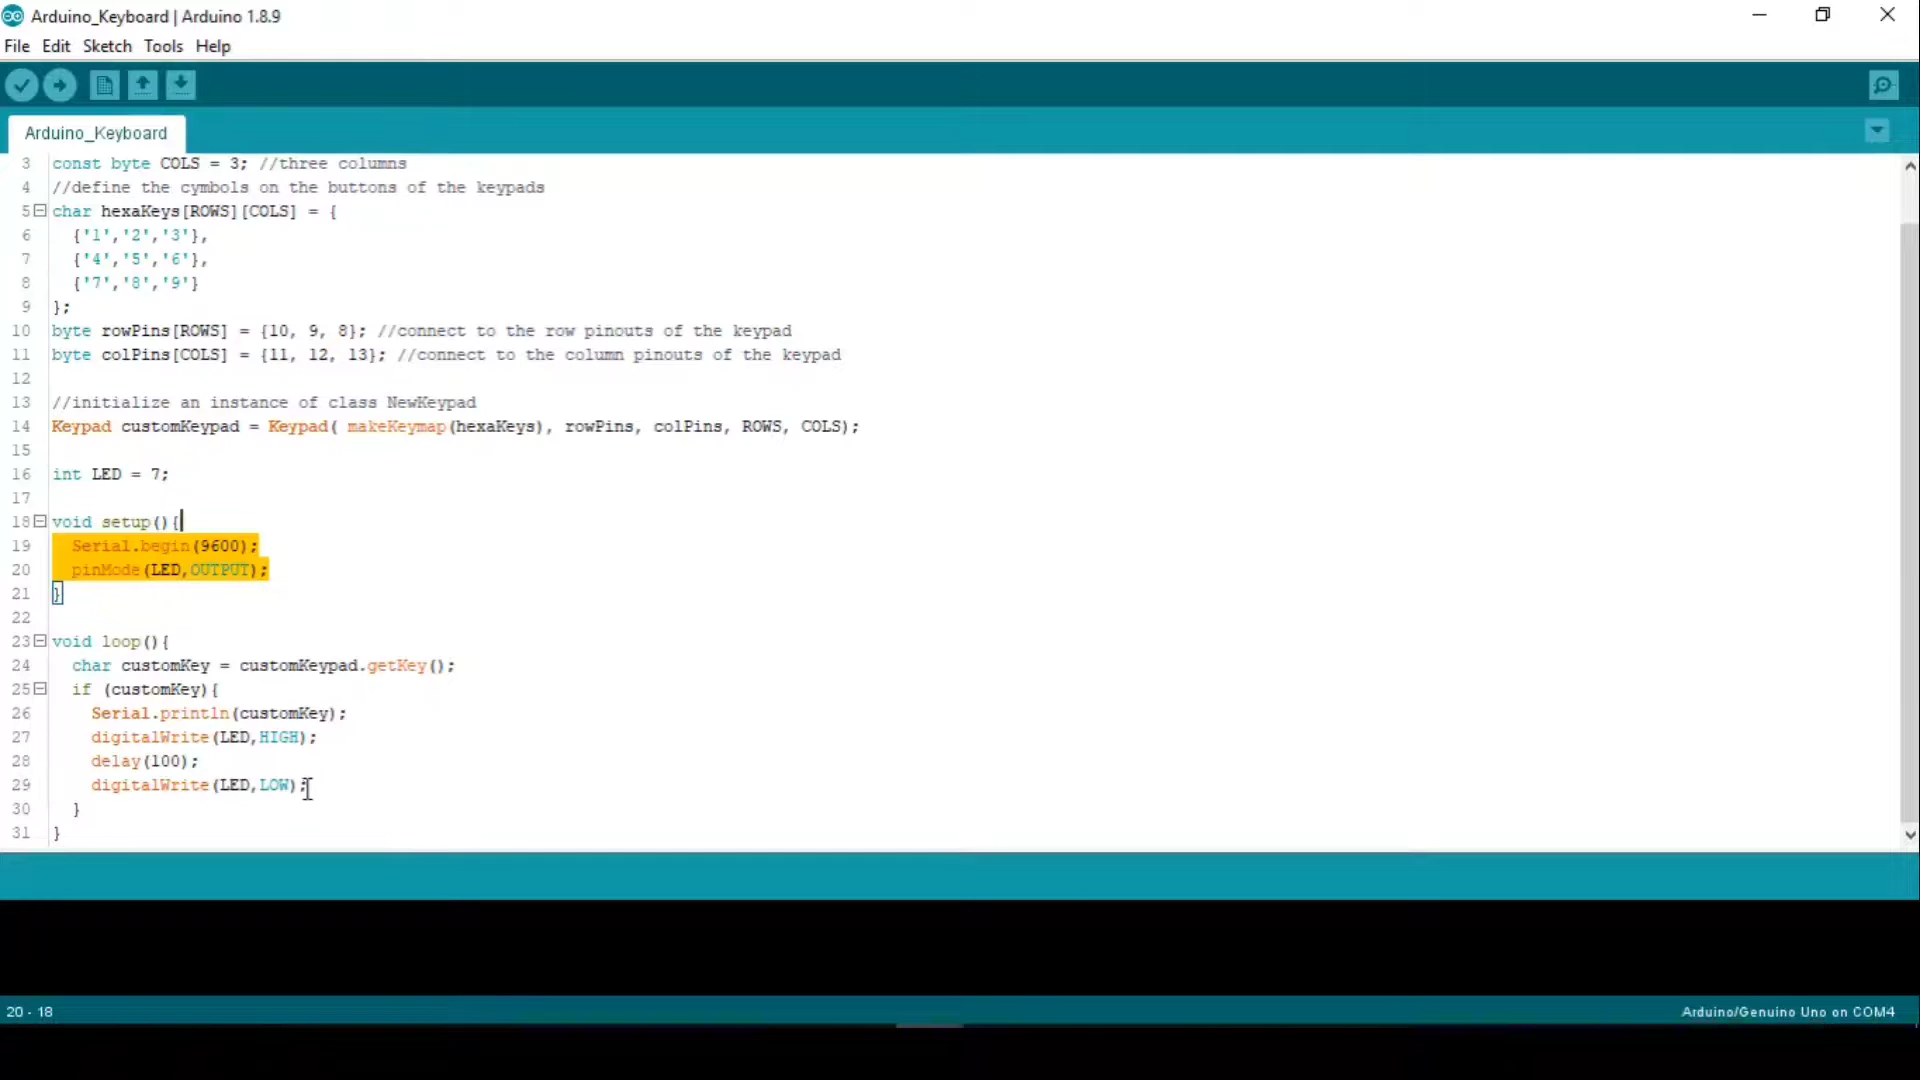 Arduino_Keyboard | Arduino 1.8.9
File Edit Sketch Tools Help
Arduino_Keyboard
3 const byte COLS = 3; //three columns
4 //define the cymbols on the buttons of the keypads
5 char hexaKeys[ROWS][COLS] = {
6 {'1','2','3'},
7 {'4','5','6'},
8 {'7','8','9'}
9 };
10 byte rowPins[ROWS] = {10, 9, 8}; //connect to the row pinouts of the keypad
11 byte colPins[COLS] = {11, 12, 13}; //connect to the column pinouts of the keypad
12
13 //initialize an instance of class NewKeypad
14 Keypad customKeypad = Keypad( makeKeymap(hexaKeys), rowPins, colPins, ROWS, COLS);
15
16 int LED = 7;
17
18 void setup(){
19 Serial.begin(9600);
20 pinMode(LED,OUTPUT);
21 }
22
23 void loop(){
24 char customKey = customKeypad.getKey();
25 if (customKey){
26 Serial.println(customKey);
27 digitalWrite(LED,HIGH);
28 delay(100);
29 digitalWrite(LED,LOW);
30 }
31 }
20 - 18
Arduino/Genuino Uno on COM4